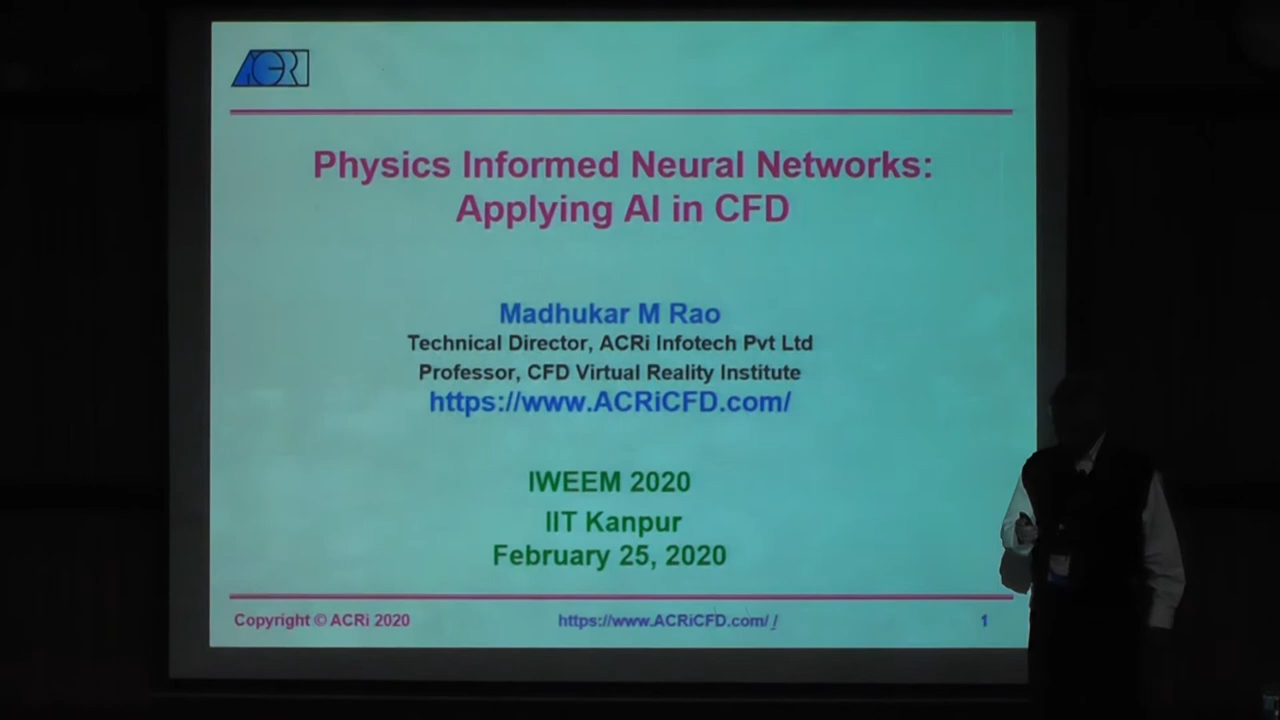 ACRi
Physics Informed Neural Networks:
Applying AI in CFD
Madhukar M Rao
Technical Director, ACRi Infotech Pvt Ltd
Professor, CFD Virtual Reality Institute
https://www.ACRiCFD.com/
IWEEM 2020
IIT Kanpur
February 25, 2020
Copyright © ACRi 2020 https://www.ACRiCFD.com/ / 1